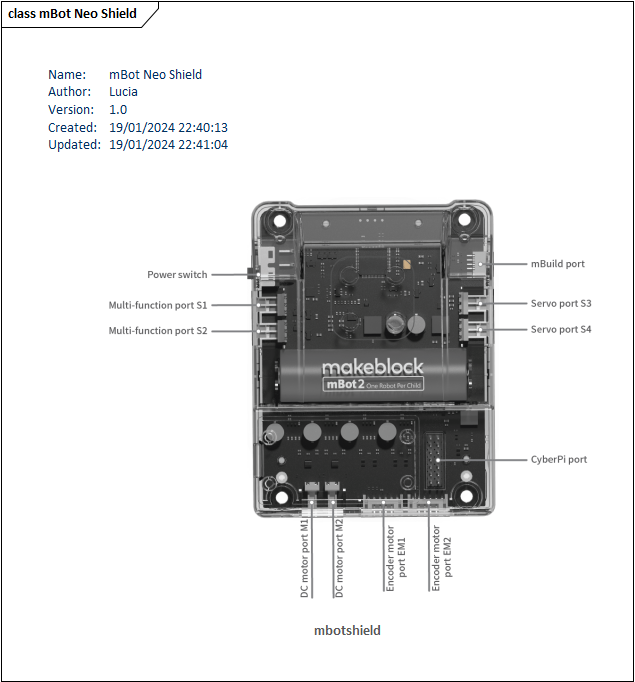 class mBot Neo Shield
Name: mBot Neo Shield
Author: Lucia
Version: 1.0
Created: 19/01/2024 22:40:13
Updated: 19/01/2024 22:41:04
Power switch
mBuild port
Multi-function port S1
Servo port S3
Multi-function port S2
Servo port S4
makeblock
mBot2 One Robot Per Child
CyberPi port
DC motor port M1
DC motor port M2
Encoder motor
port EM1
Encoder motor
port EM2
mbotshield